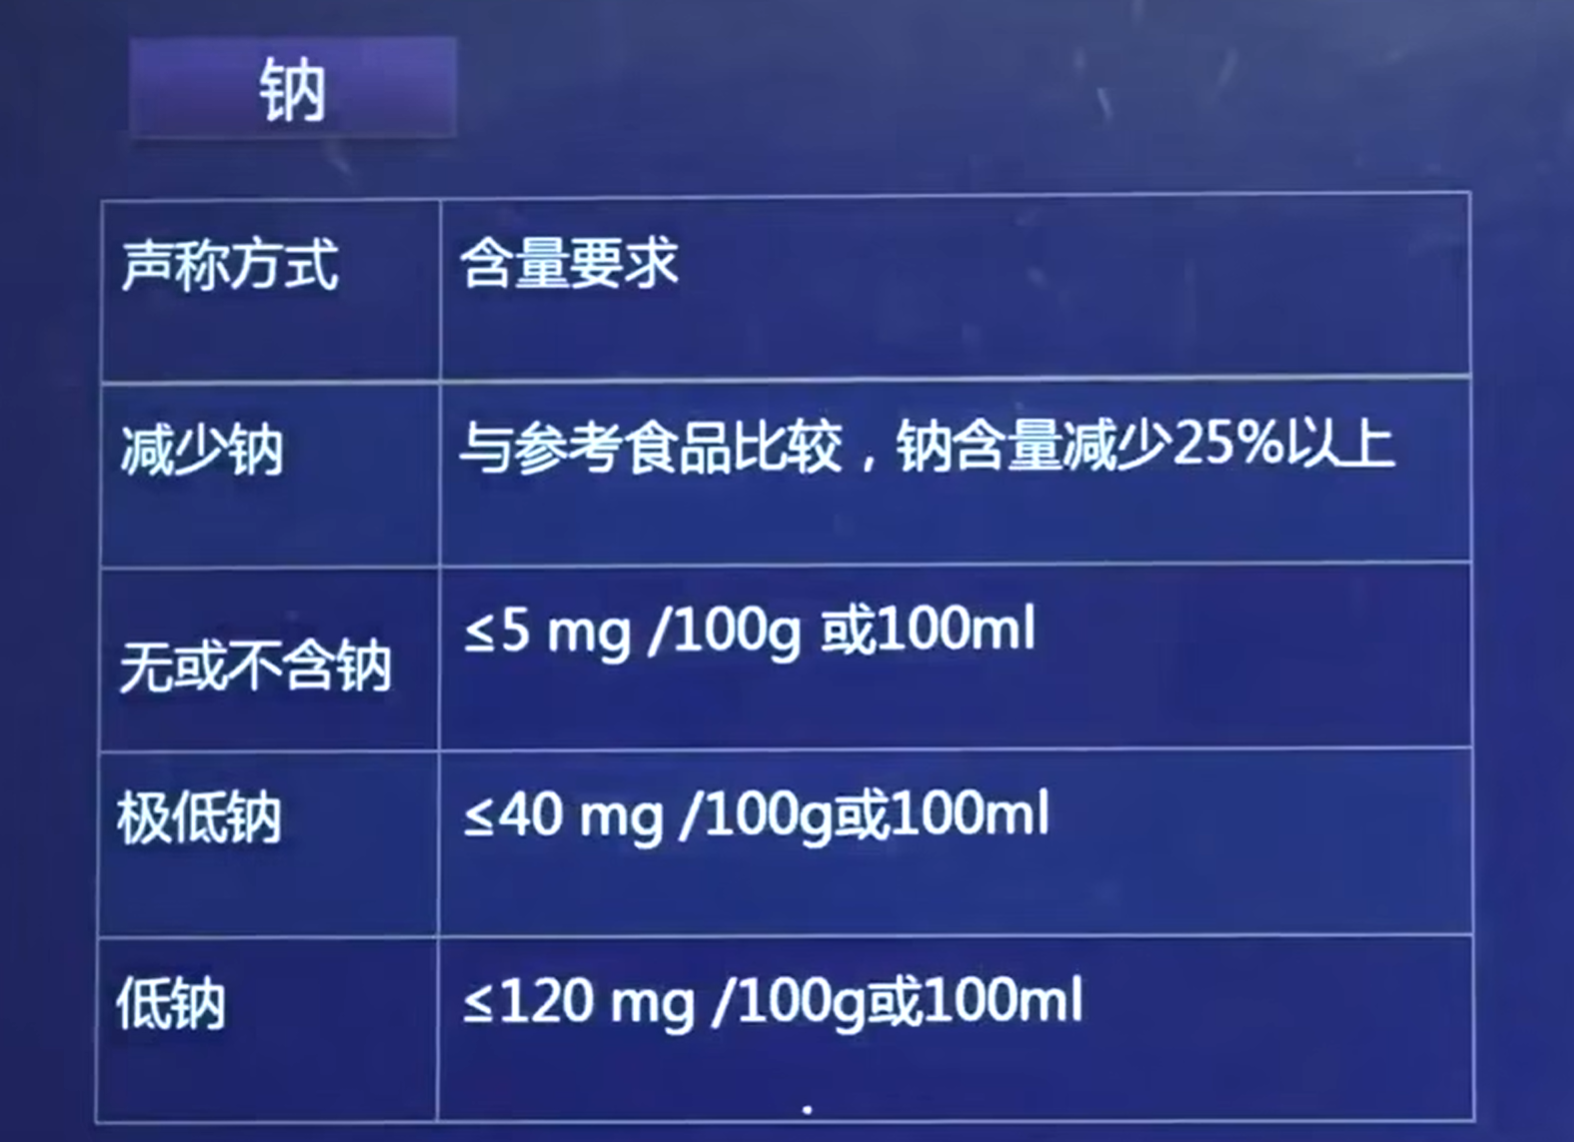 钠
声称方式 含量要求
减少钠 与参考食品比较，钠含量减少25%以上
无或不含钠 ≤5 mg /100g 或100ml
极低钠 ≤40 mg /100g或100ml
低钠 ≤120 mg /100g或100ml